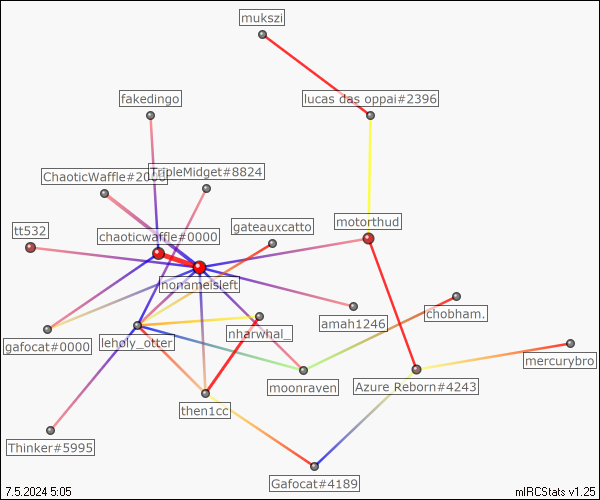 mukszi
fakedingo
lucas das oppai#2396
ChaoticWaffle#20
TripleMidget#8824
tt532
chaoticwaffle#0000
gateauxcatto
motorthud
nonameisleft
gafocat#0000
leholy_otter
nharwhal_
amah1246
chobham.
mercurybro
moonraven
Azure Reborn#4243
then1cc
Thinker#5995
Gafocat#4189
7.5.2024 5:05
mIRCStats v1.25